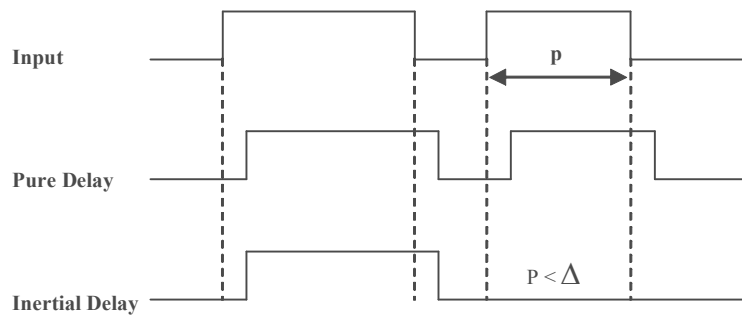 Input
p
Pure Delay
P < Δ
Inertial Delay